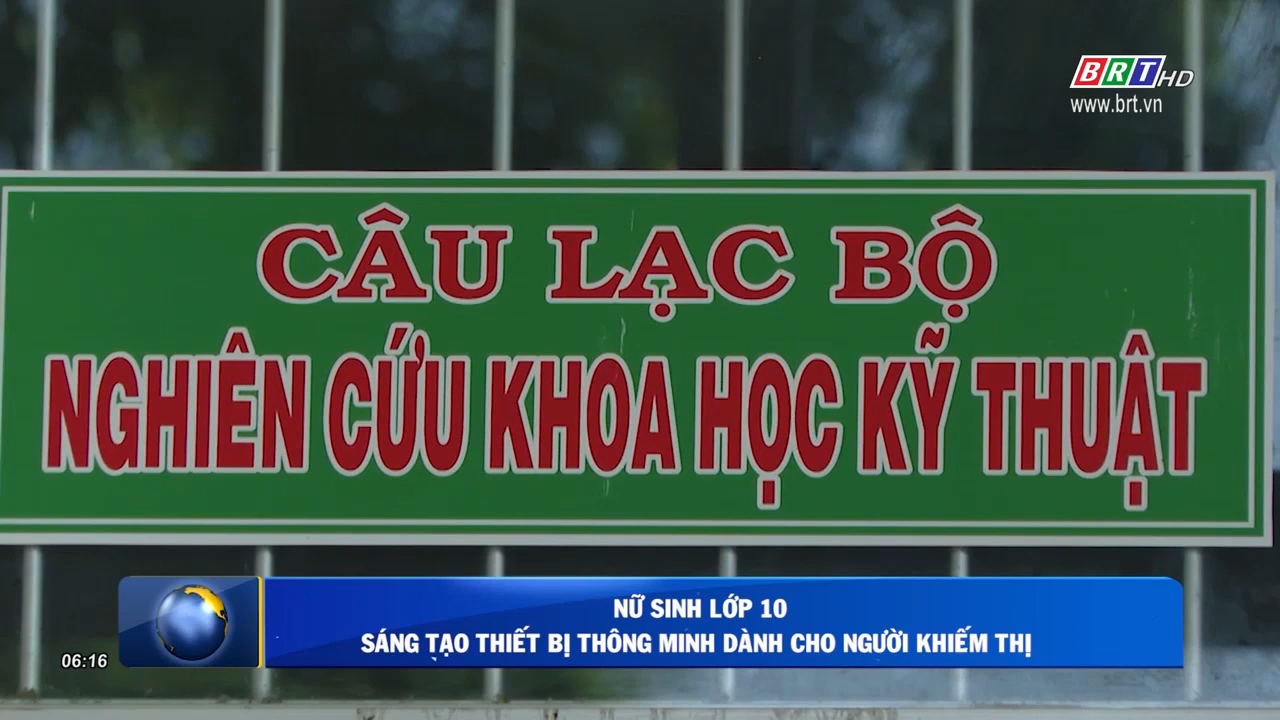 BRT HD
www.brt.vn
CÂU LẠC BỘ
NGHIÊN CỨU KHOA HỌC KỸ THUẬT
NỮ SINH LỚP 10
SÁNG TẠO THIẾT BỊ THÔNG MINH DÀNH CHO NGƯỜI KHIẾM THỊ
06:16